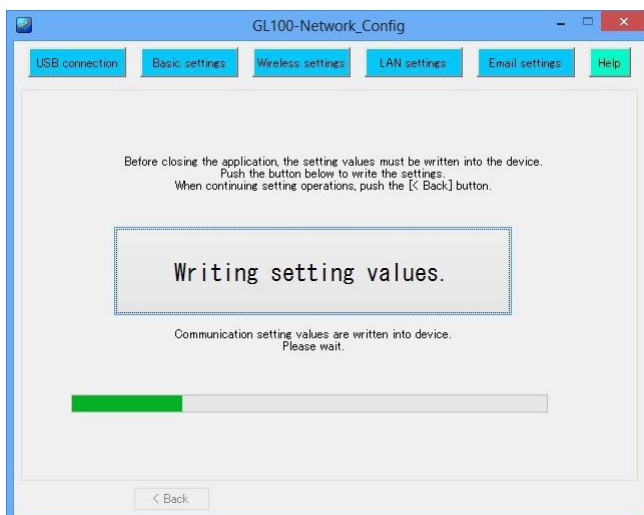 GL100-Network_Config
USB connection
Basic settings
Wireless settings
LAN settings
Email settings
Help
Before closing the application, the setting values must be written into the device.
Push the button below to write the settings.
When continuing setting operations, push the [< Back] button.
Writing setting values.
Communication setting values are written into device.
Please wait.
< Back